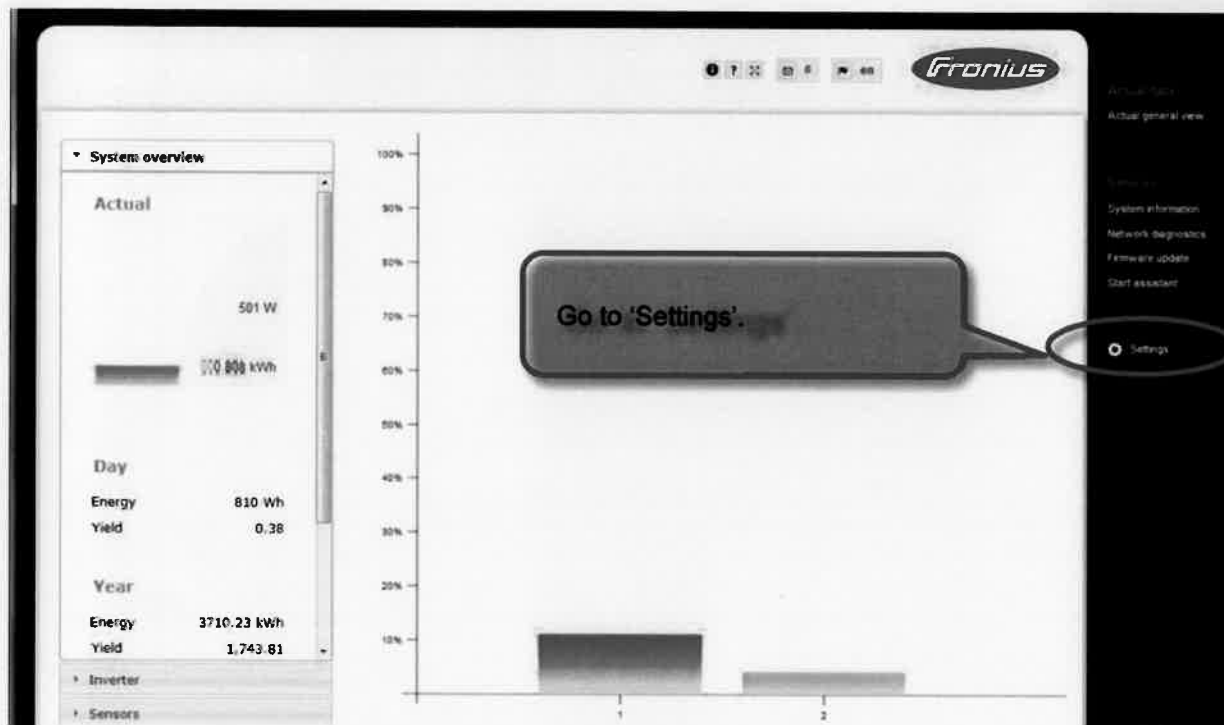 Fronius
Actual general view
System overview
Actual
501 W
kWh
Day
Energy 810 Wh
Yield 0.38
Year
Energy 3710.23 kWh
Yield 1,743.81
Inverter
Sensors
100%
90%
80%
70%
60%
50%
40%
30%
20%
10%
1
2
Go to 'Settings'.
System information
Network diagnostics
Firmware update
Start assistant
Settings